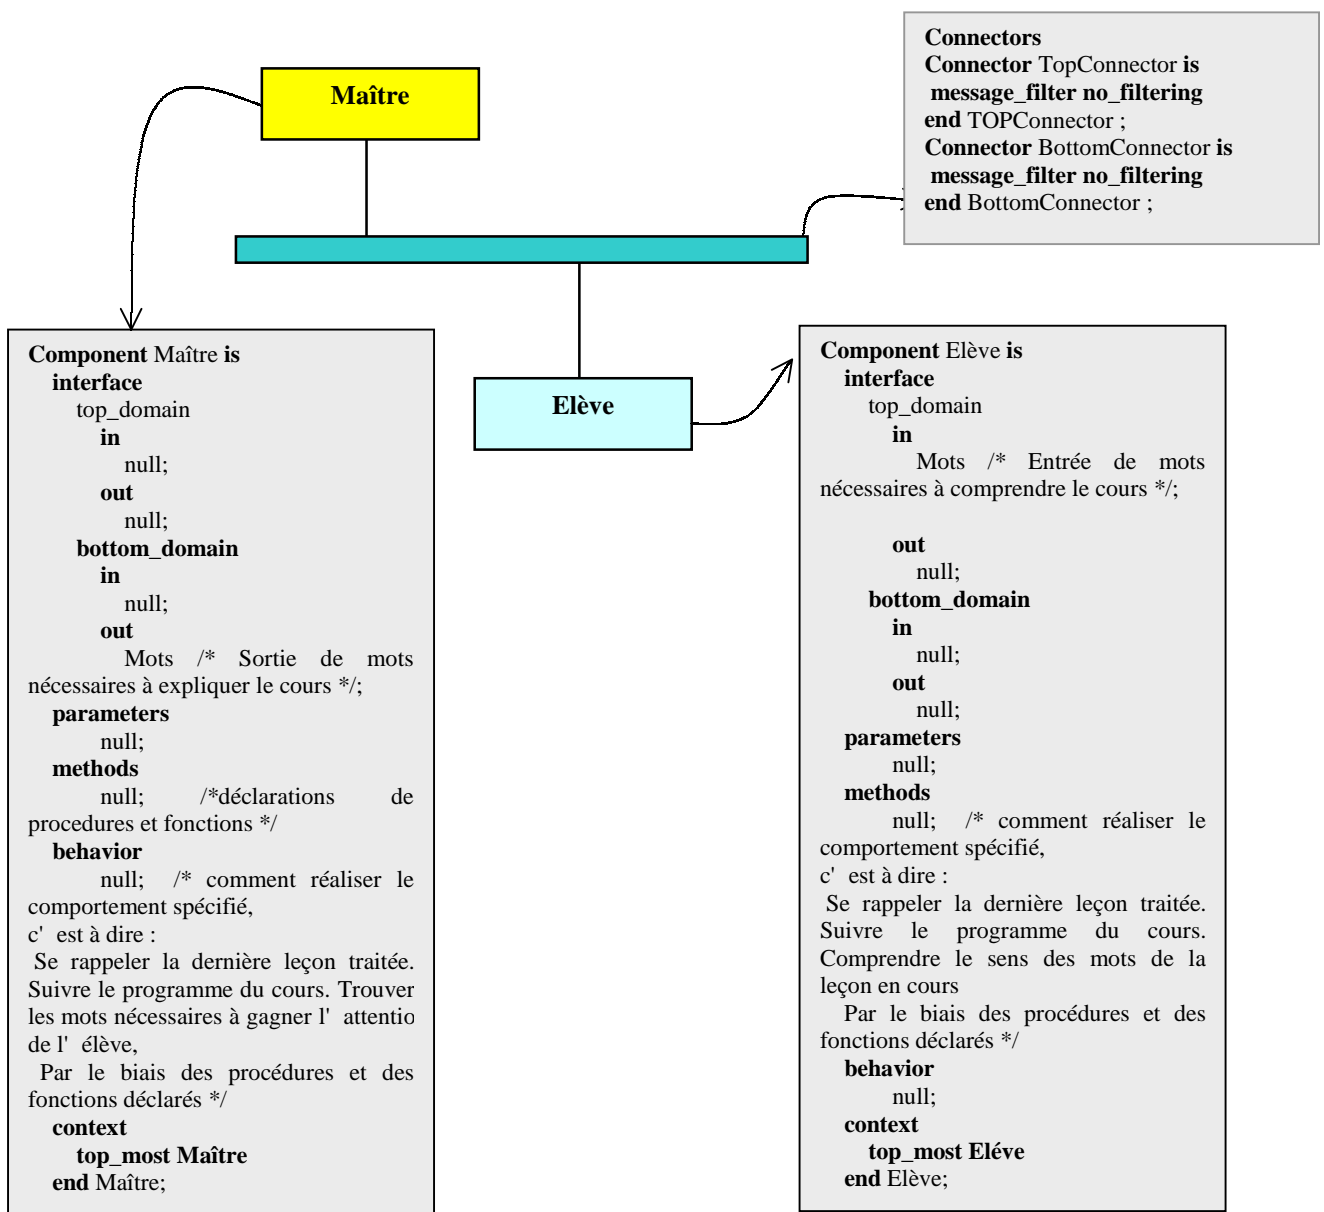 Connectors
Connector TopConnector is
message_filter no_filtering
end TOPConnector ;
Connector BottomConnector is
message_filter no_filtering
end BottomConnector ;
Maître
Elève
Component Maître is
interface
top_domain
in
null;
out
null;
bottom_domain
in
null;
out
Mots /* Sortie de mots
nécessaires à expliquer le cours */;
parameters
null;
methods
null; /*déclarations de
procedures et fonctions */
behavior
null; /* comment réaliser le
comportement spécifié,
c' est à dire :
Se rappeler la dernière leçon traitée.
Suivre le programme du cours. Trouver
les mots nécessaires à gagner l' attentio
de l' élève,
Par le biais des procédures et des
fonctions déclarés */
context
top_most Maître
end Maître;
Component Elève is
interface
top_domain
in
Mots /* Entrée de mots
nécessaires à comprendre le cours */;
out
null;
bottom_domain
in
null;
out
null;
parameters
null;
methods
null; /* comment réaliser le
comportement spécifié,
c' est à dire :
Se rappeler la dernière leçon traitée.
Suivre le programme du cours.
Comprendre le sens des mots de la
leçon en cours
Par le biais des procédures et des
fonctions déclarés */
behavior
null;
context
top_most Eléve
end Elève;